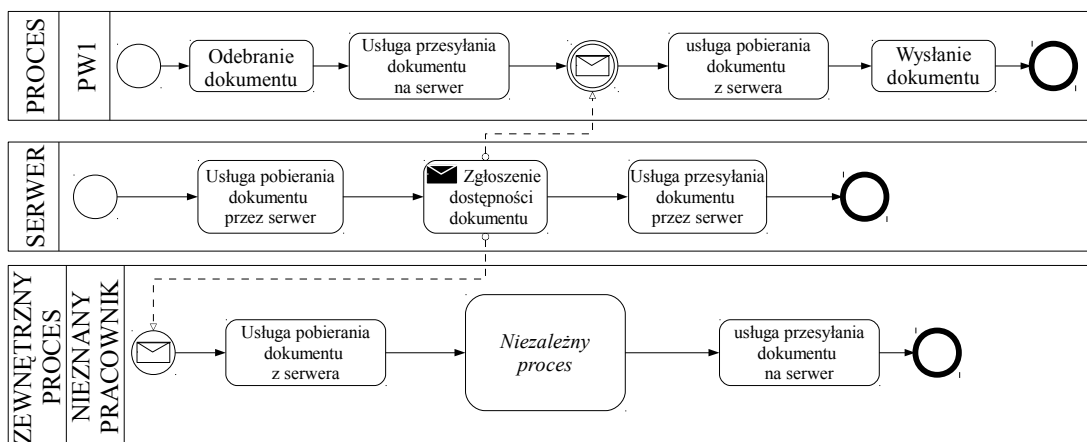 PROCES
PW1
Odebranie
dokumentu
Usługa przesyłania
dokumentu
na serwer
usługa pobierania
dokumentu
z serwera
Wysłanie
dokumentu
SERWER
Usługa pobierania
dokumentu
przez serwer
Zgłoszenie
dostępności
dokumentu
Usługa przesyłania
dokumentu
przez serwer
ZEWNĘTRZNY
PROCES
NIEZNANY
PRACOWNIK
Usługa pobierania
dokumentu
z serwera
Niezależny
proces
usługa przesyłania
dokumentu
na serwer